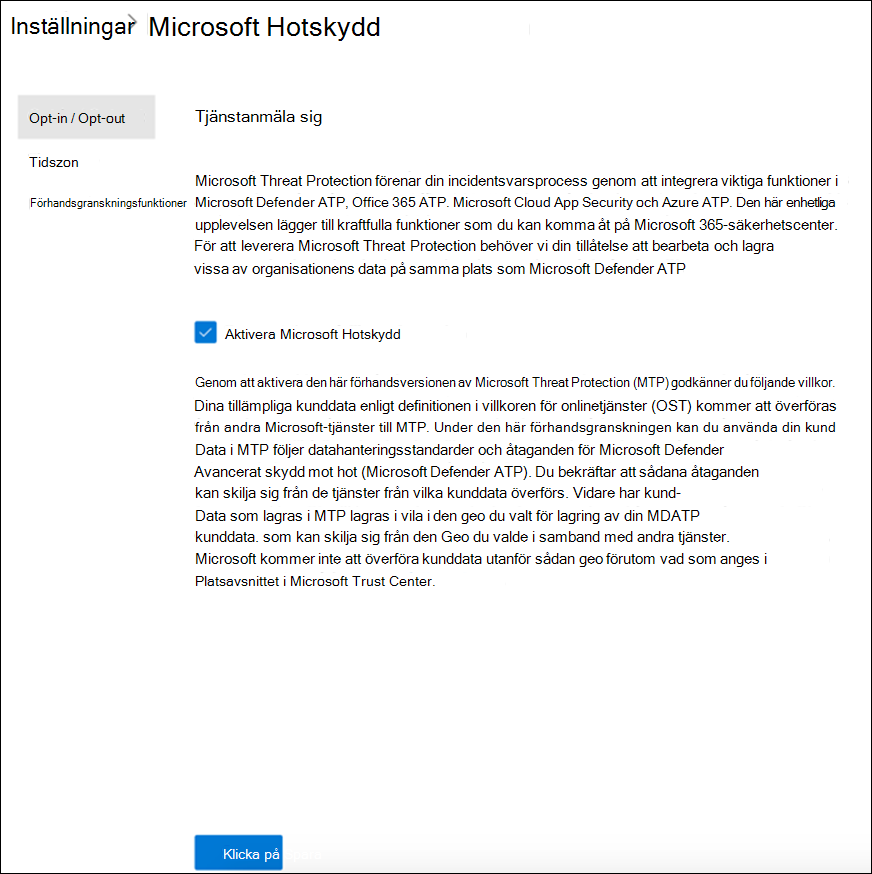 Inställningar > Microsoft Hotskydd
Opt-in / Opt-out
Tidszon
Förhandsgranskningsfunktioner
Tjänstanmäla sig
Microsoft Threat Protection förenar din incidentsvarsprocess genom att integrera viktiga funktioner i
Microsoft Defender ATP, Office 365 ATP. Microsoft Cloud App Security och Azure ATP. Den här enhetliga
upplevelsen lägger till kraftfulla funktioner som du kan komma åt på Microsoft 365-säkerhetscenter.
För att leverera Microsoft Threat Protection behöver vi din tillåtelse att bearbeta och lagra
vissa av organisationens data på samma plats som Microsoft Defender ATP
Aktivera Microsoft Hotskydd
Genom att aktivera den här förhandsversionen av Microsoft Threat Protection (MTP) godkänner du följande villkor.
Dina tillämpliga kunddata enligt definitionen i villkoren för onlinetjänster (OST) kommer att överföras
från andra Microsoft-tjänster till MTP. Under den här förhandsgranskningen kan du använda din kund
Data i MTP följer datahanteringsstandarder och åtaganden för Microsoft Defender
Avancerat skydd mot hot (Microsoft Defender ATP). Du bekräftar att sådana åtaganden
kan skilja sig från de tjänster från vilka kunddata överförs. Vidare har kund-
Data som lagras i MTP lagras i vila i den geo du valt för lagring av din MDATP
kunddata. som kan skilja sig från den Geo du valde i samband med andra tjänster.
Microsoft kommer inte att överföra kunddata utanför sådan geo förutom vad som anges i
Platsavsnittet i Microsoft Trust Center.
Klicka på